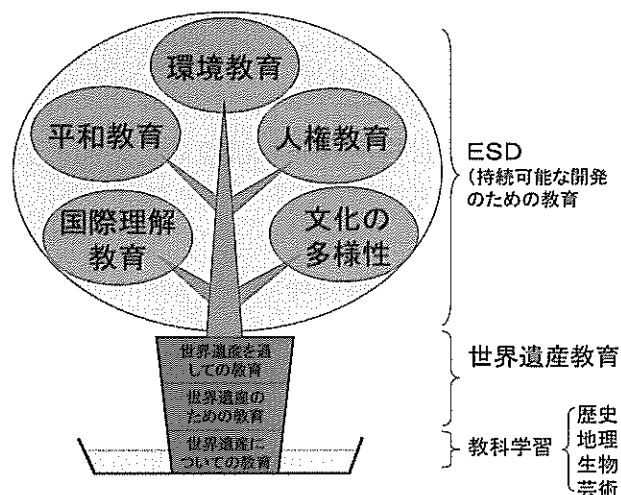 環境教育
平和教育
人権教育
国際理解
教育
文化の
多様性
ESD
(持続可能な開発
のための教育
世界遺産を通
しての教育
世界遺産の
ための教育
世界遺産に
ついての教育
世界遺産教育
教科学習
歴史
地理
生物
芸術